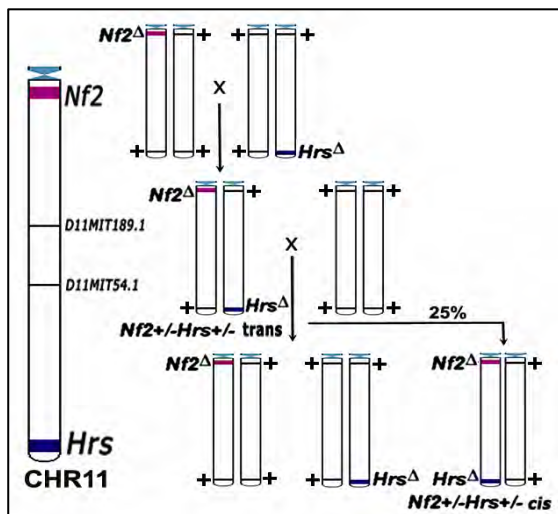 Nf2Δ + +
Nf2
X
+ + + HrsΔ
D11MIT189.1
Nf2Δ +
X
D11MIT54.1
+ HrsΔ + +
Nf2+/-Hrs+/- trans
25%
Nf2Δ + + + Nf2Δ +
Hrs
+ + + HrsΔ HrsΔ +
CHR11
Nf2+/-Hrs+/- cis